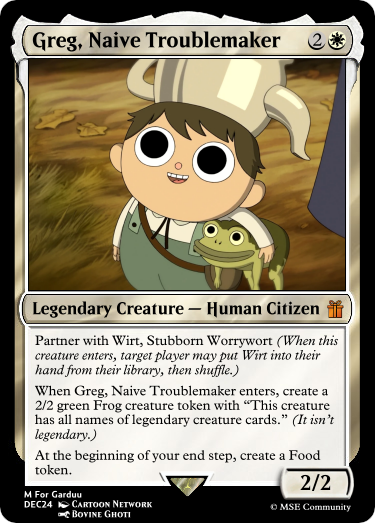 Greg, Naive Troublemaker 2
Legendary Creature — Human Citizen
Partner with Wirt, Stubborn Worrywort (When this
creature enters, target player may put Wirt into their
hand from their library, then shuffle.)
When Greg, Naive Troublemaker enters, create a
2/2 green Frog creature token with “This creature
has all names of legendary creature cards.” (It isn't
legendary.)
At the beginning of your end step, create a Food
token.
2/2
M For Garduu
DEC24 Cartoon Network
Bovine Ghoti
© MSE Community